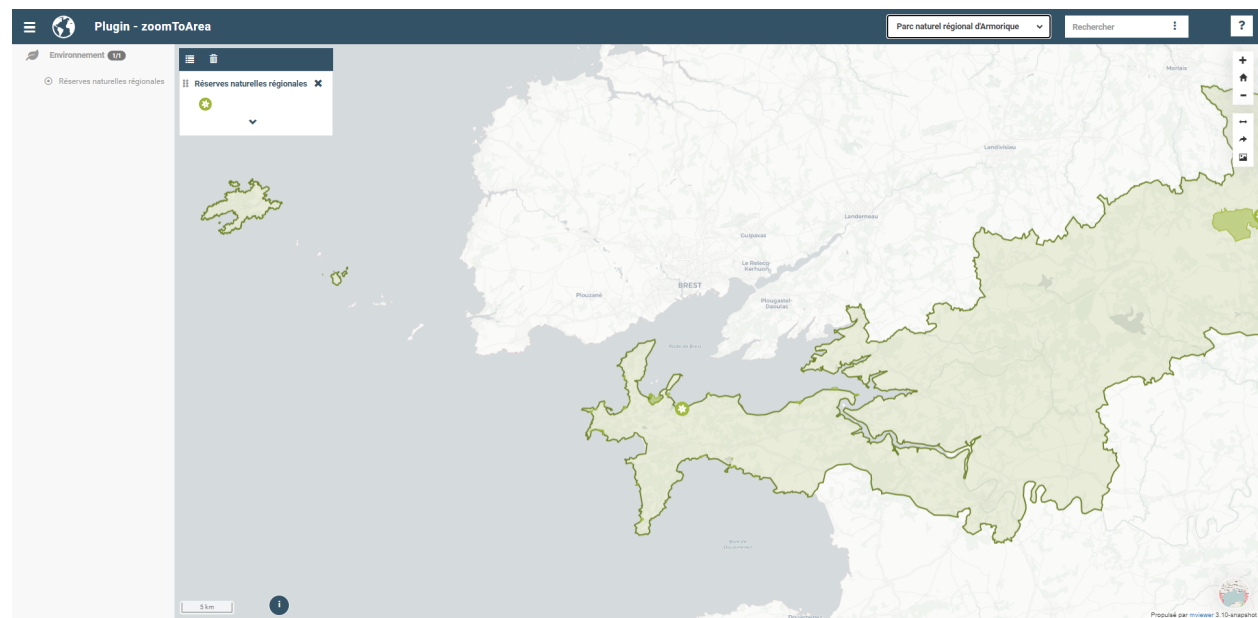 Plugin - zoomToArea
Parc naturel régional d'Armorique
Rechercher
?
Environnement 1/1
Réserves naturelles régionales
Réserves naturelles régionales
Morlaix
Landivisiau
Landerneau
Guipavas
Le Relecq-
Kerhuon
BREST
Plouzané
Plougastel-
Daoulas
Rade de Brest
Baie de
Douarnenez
5 km
i
Propulsé par mviewer 3.10-snapshot